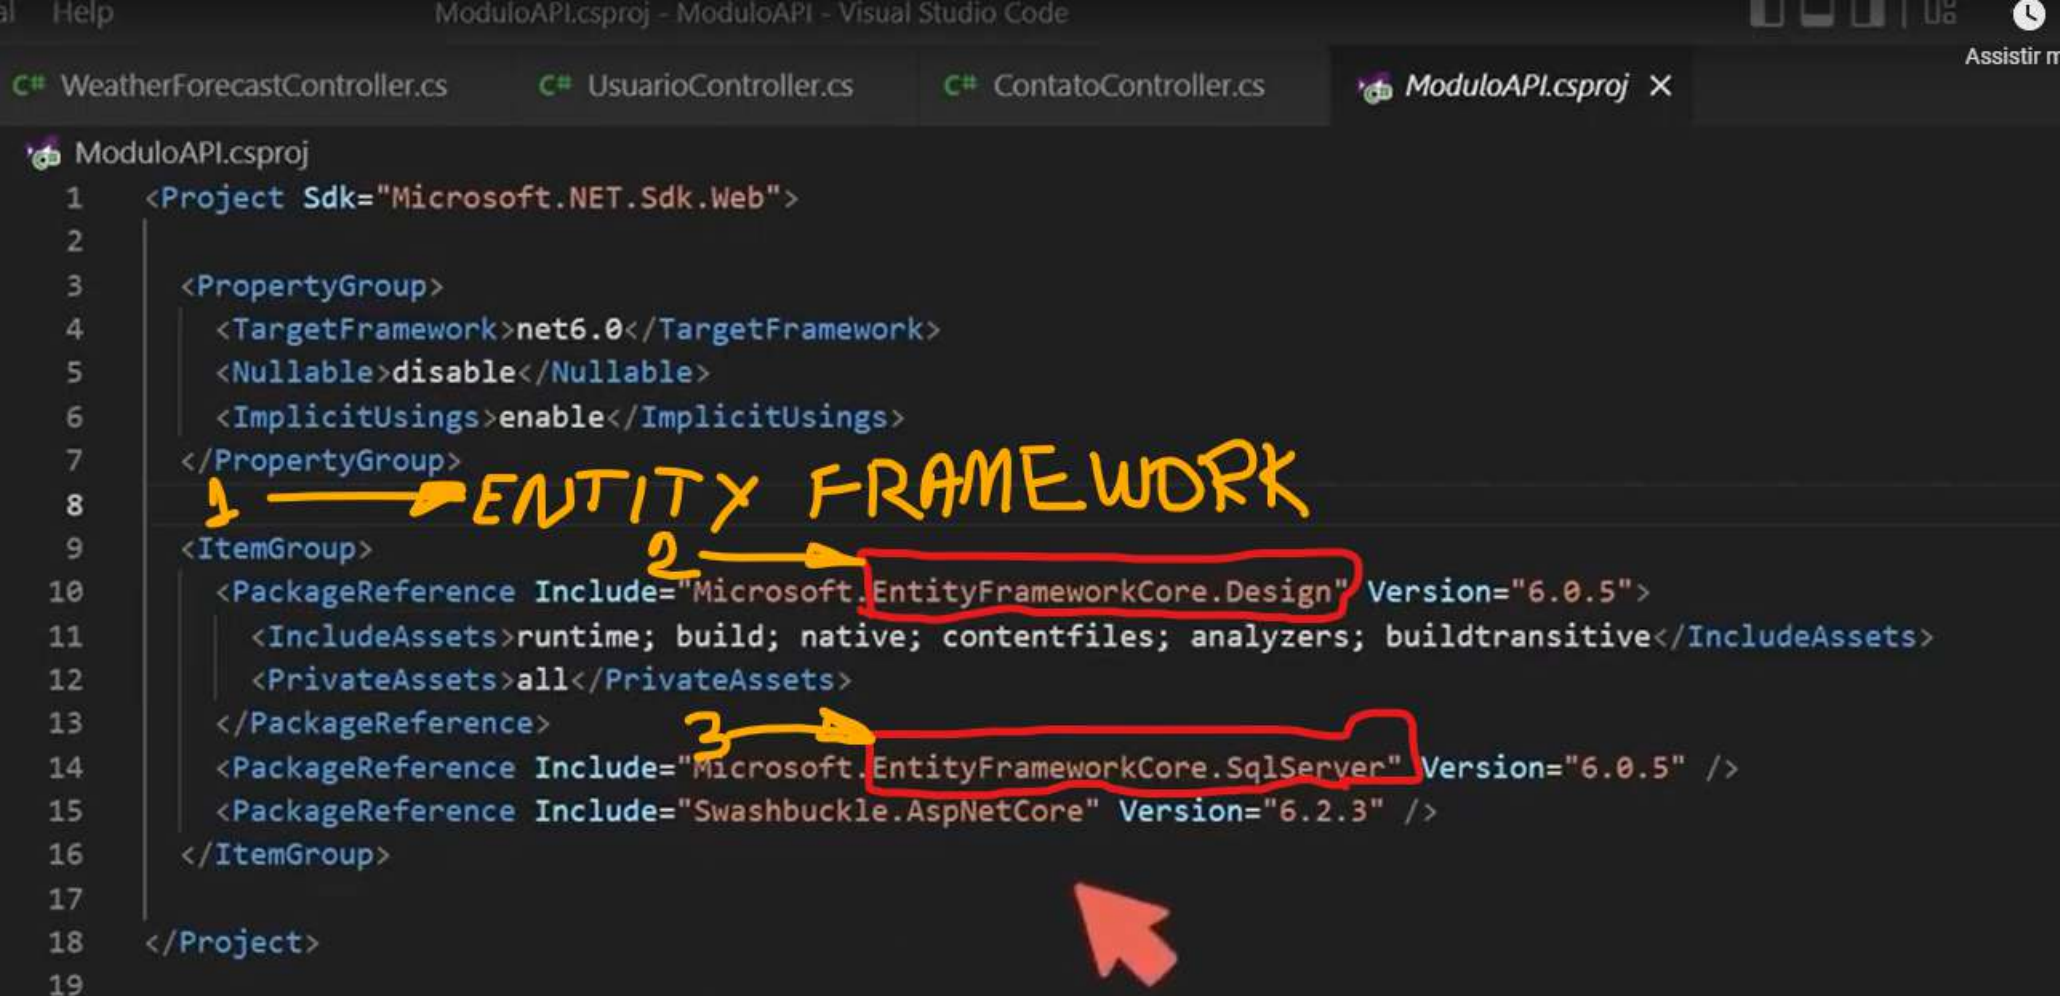 Help ModuloAPI.csproj - ModuloAPI - Visual Studio Code
Assistir
C# WeatherForecastController.cs C# UsuarioController.cs C# ContatoController.cs ModuloAPI.csproj ×
ModuloAPI.csproj
1 <Project Sdk="Microsoft.NET.Sdk.Web">
2
3 <PropertyGroup>
4 <TargetFramework>net6.0</TargetFramework>
5 <Nullable>disable</Nullable>
6 <ImplicitUsings>enable</ImplicitUsings>
7 </PropertyGroup>
1 ENTITY FRAMEWORK
8
9 <ItemGroup>
2
10 <PackageReference Include="Microsoft.EntityFrameworkCore.Design" Version="6.0.5">
11 <IncludeAssets>runtime; build; native; contentfiles; analyzers; buildtransitive</IncludeAssets>
12 <PrivateAssets>all</PrivateAssets>
13 </PackageReference>
3
14 <PackageReference Include="Microsoft.EntityFrameworkCore.SqlServer" Version="6.0.5" />
15 <PackageReference Include="Swashbuckle.AspNetCore" Version="6.2.3" />
16 </ItemGroup>
17
18 </Project>
19